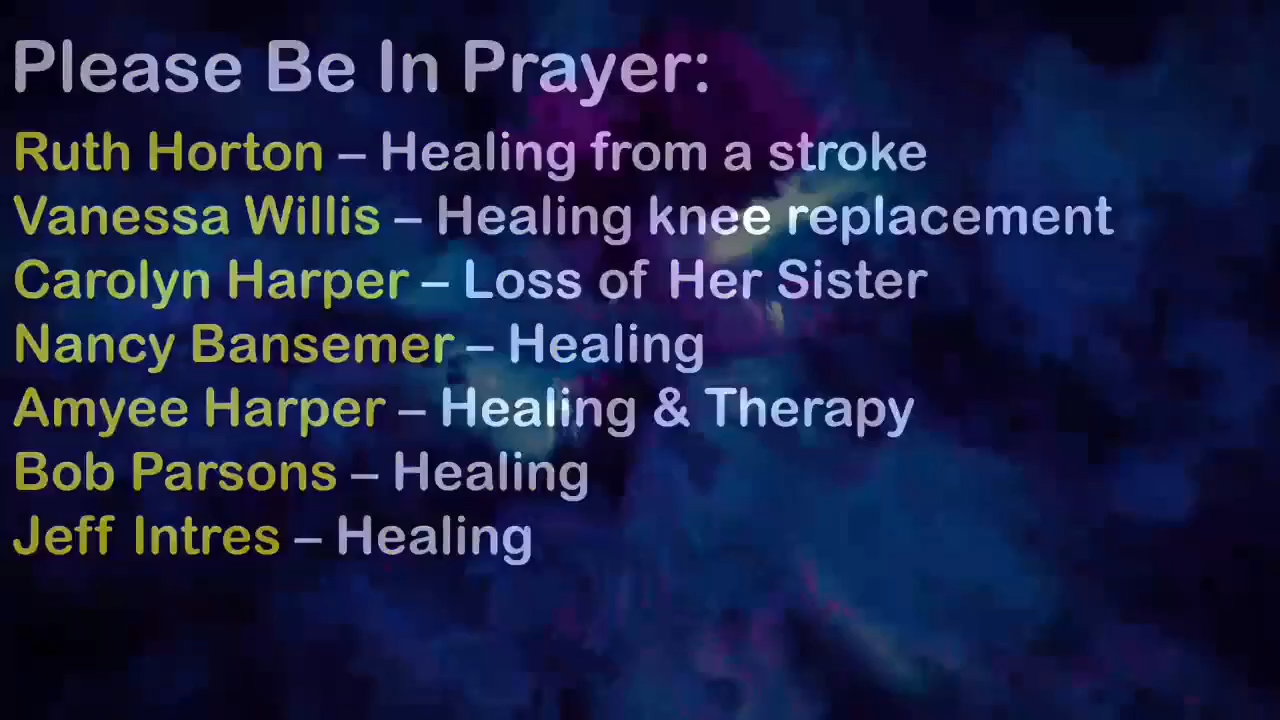 Please Be In Prayer:
Ruth Horton – Healing from a stroke
Vanessa Willis – Healing knee replacement
Carolyn Harper – Loss of Her Sister
Nancy Bansemer – Healing
Amyee Harper – Healing & Therapy
Bob Parsons – Healing
Jeff Intres – Healing